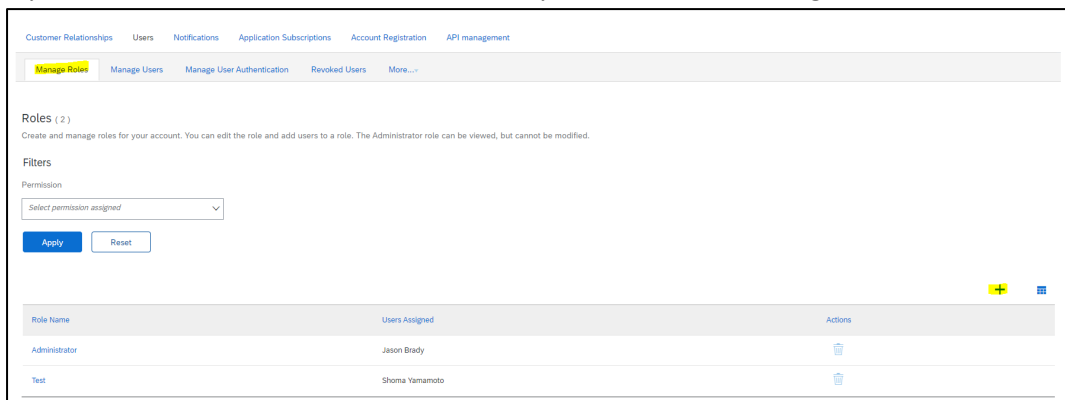 Customer Relationships Users Notifications Application Subscriptions Account Registration API management
Manage Roles Manage Users Manage User Authentication Revoked Users More...
Roles ( 2 )
Create and manage roles for your account. You can edit the role and add users to a role. The Administrator role can be viewed, but cannot be modified.
Filters
Permission
Select permission assigned
Apply Reset
Role Name Users Assigned Actions
Administrator Jason Brady
Test Shoma Yamamoto